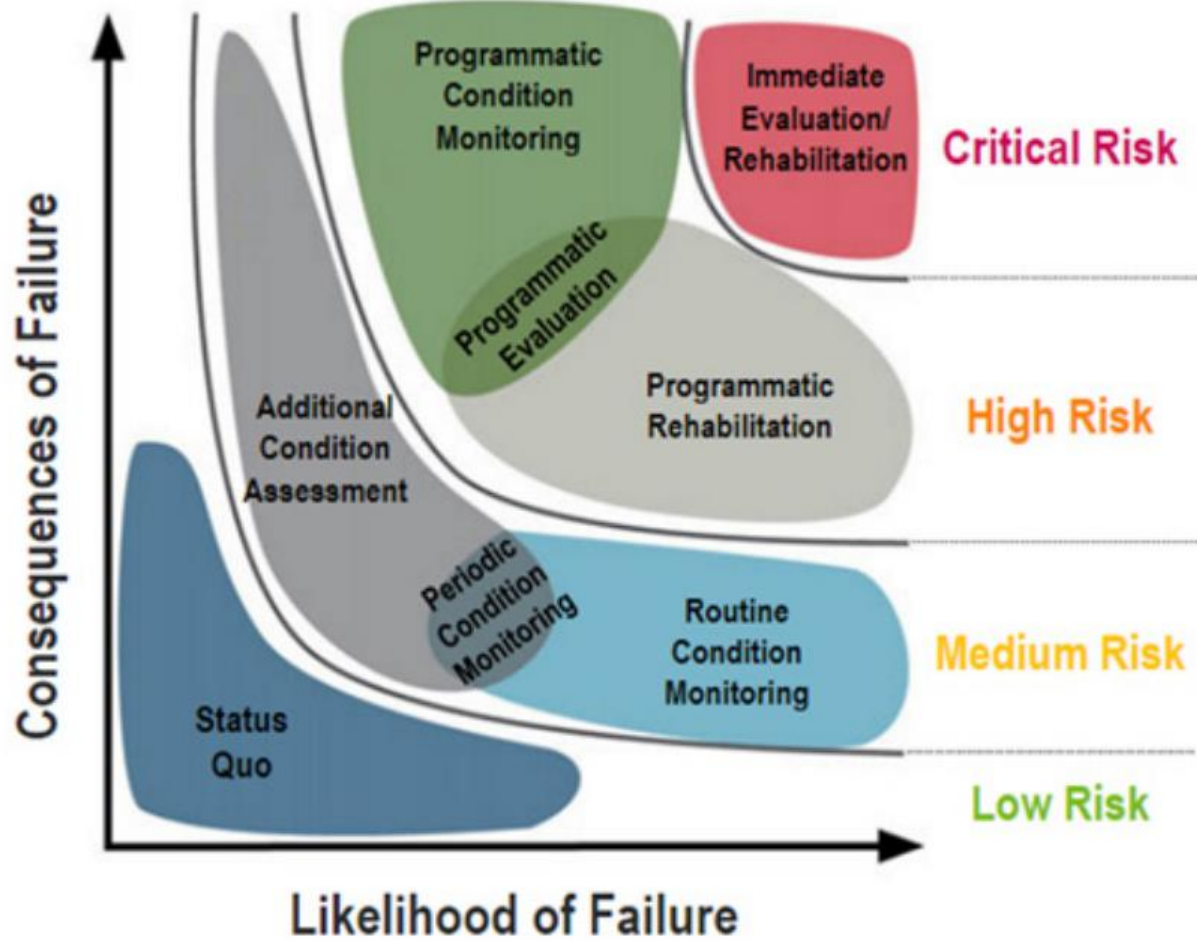 Consequences of Failure
Programmatic
Condition
Monitoring
Immediate
Evaluation/
Rehabilitation
Critical Risk
Programmatic
Evaluation
Programmatic
Rehabilitation
High Risk
Additional
Condition
Assessment
Periodic
Condition
Monitoring
Routine
Condition
Monitoring
Medium Risk
Status
Quo
Low Risk
Likelihood of Failure